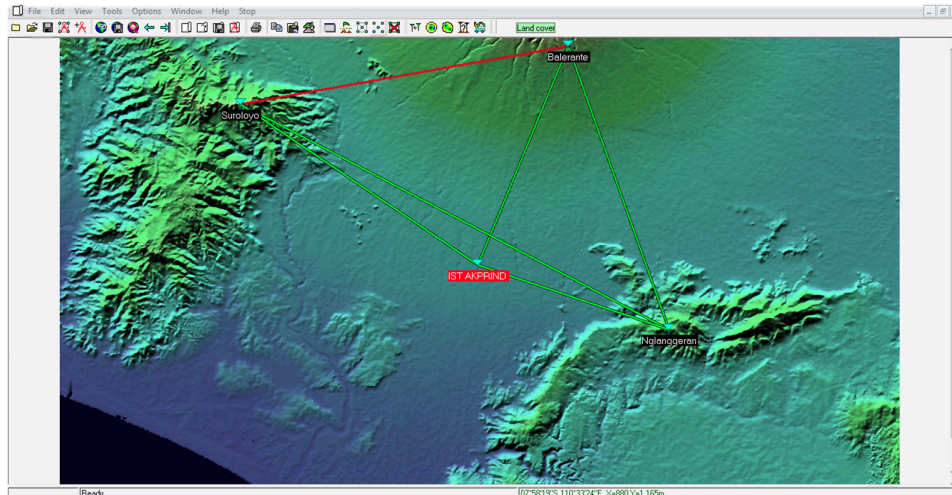 File Edit View Tools Options Window Help Stop
Land cover
Balerante
Suroloyo
IST AKPRIND
Nglanggeran
Ready
07°58'19"S 110°33'24"E X=880 Y=1,165m